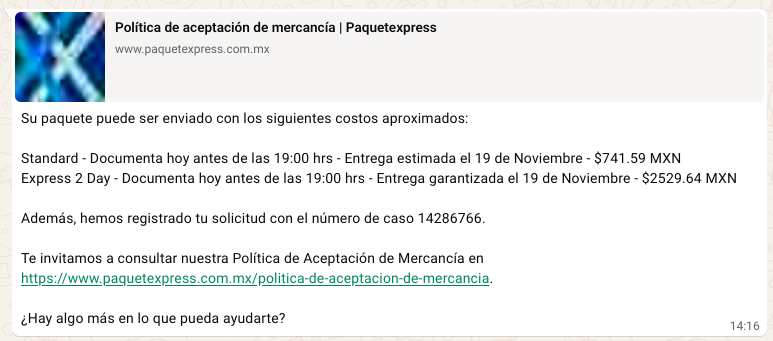 Política de aceptación de mercancía | Paquetexpress
www.paquetexpress.com.mx
Su paquete puede ser enviado con los siguientes costos aproximados:
Standard - Documenta hoy antes de las 19:00 hrs - Entrega estimada el 19 de Noviembre - $741.59 MXN
Express 2 Day - Documenta hoy antes de las 19:00 hrs - Entrega garantizada el 19 de Noviembre - $2529.64 MXN
Además, hemos registrado tu solicitud con el número de caso 14286766.
Te invitamos a consultar nuestra Política de Aceptación de Mercancía en
https://www.paquetexpress.com.mx/politica-de-aceptacion-de-mercancia.
¿Hay algo más en lo que pueda ayudarte?
14:16